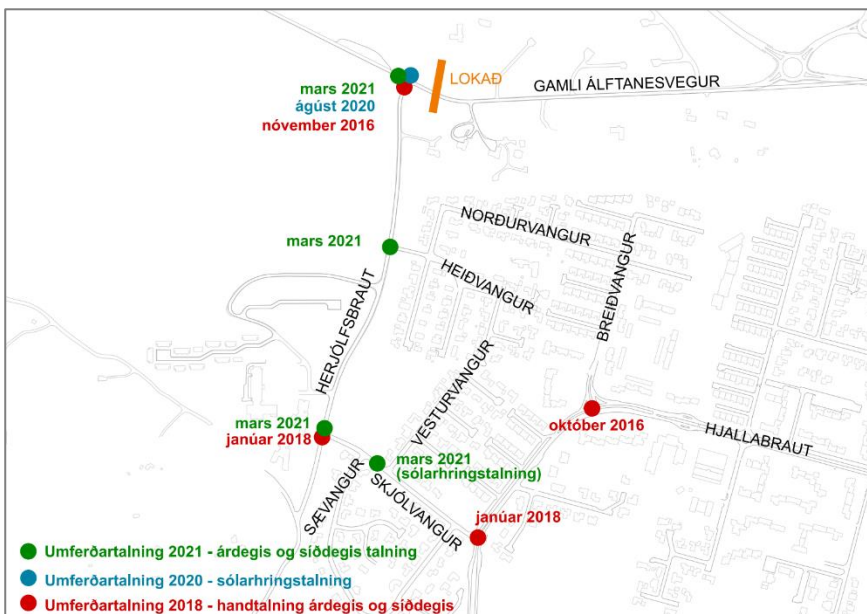 LOKAÐ
GAMLI ÁLFTANESVEGUR
mars 2021
ágúst 2020
nóvember 2016
NORÐURVANGUR
mars 2021
HEIÐVANGUR
BREIÐVANGUR
HERJÓLFSBRAUT
VESTURVANGUR
mars 2021
janúar 2018
október 2016
HJALLABRAUT
mars 2021
(sólarhringstalning)
SÆVANGUR
SKJÓLVANGUR
janúar 2018
Umferðartalning 2021 - árdegis og síðdegis talning
Umferðartalning 2020 - sólarhringstalning
Umferðartalning 2018 - handtalning árdegis og síðdegis